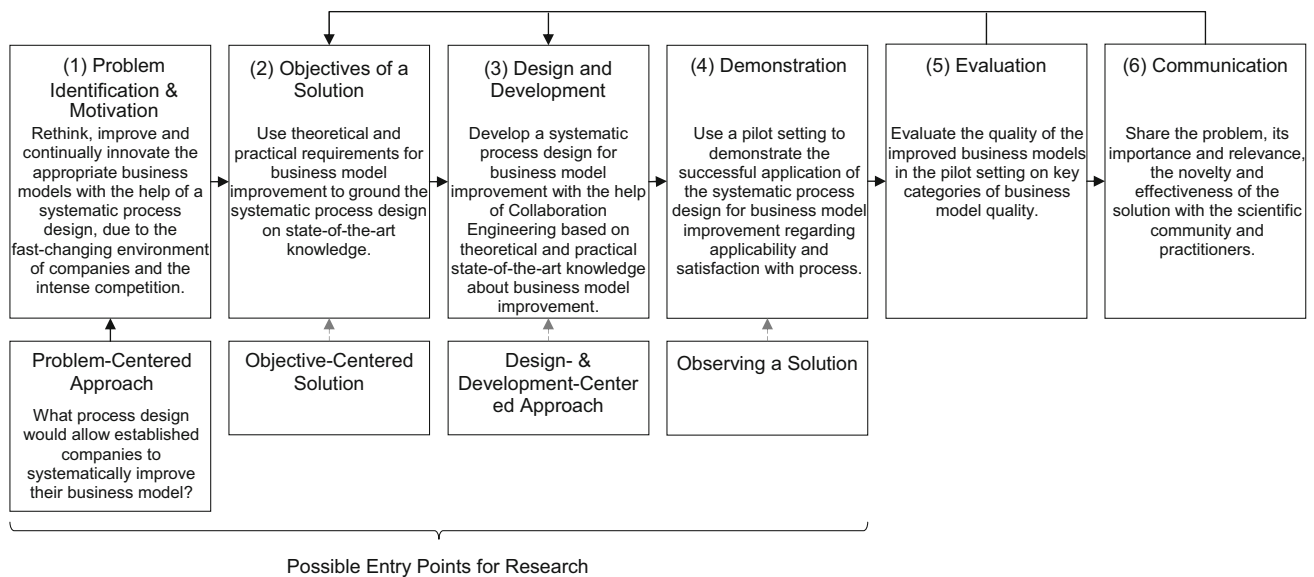 (1) Problem
Identification &
Motivation
Rethink, improve and
continually innovate the
appropriate business
models with the help of a
systematic process
design, due to the
fast-changing environment
of companies and the
intense competition.
(2) Objectives of a
Solution
Use theoretical and
practical requirements for
business model
improvement to ground the
systematic process design
on state-of-the-art
knowledge.
(3) Design and
Development
Develop a systematic
process design for
business model
improvement with the help
of Collaboration
Engineering based on
theoretical and practical
state-of-the-art knowledge
about business model
improvement.
(4) Demonstration
Use a pilot setting to
demonstrate the
successful application of
the systematic process
design for business model
improvement regarding
applicability and
satisfaction with process.
(5) Evaluation
Evaluate the quality of the
improved business models
in the pilot setting on key
categories of business
model quality.
(6) Communication
Share the problem, its
importance and relevance,
the novelty and
effectiveness of the
solution with the scientific
community and
practitioners.
Problem-Centered
Approach
What process design
would allow established
companies to
systematically improve
their business model?
Objective-Centered
Solution
Design- &
Development-Center
ed Approach
Observing a Solution
Possible Entry Points for Research